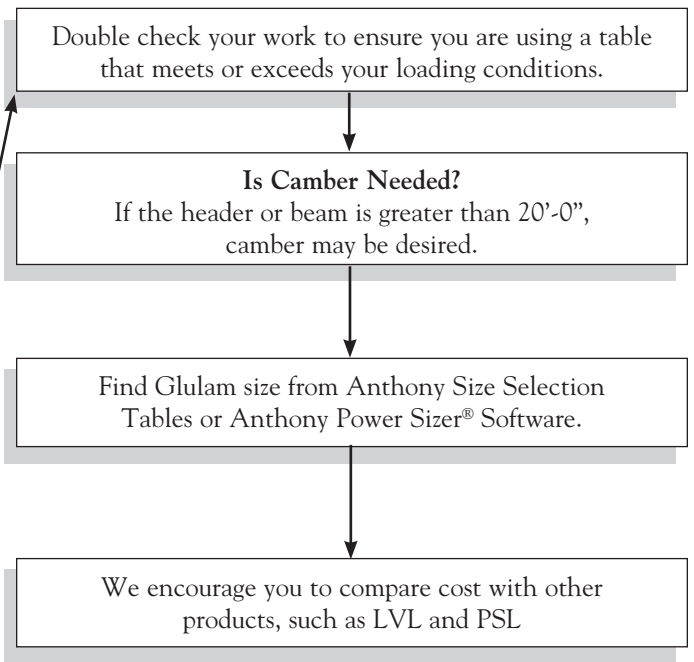 Double check your work to ensure you are using a table
that meets or exceeds your loading conditions.
Is Camber Needed?
If the header or beam is greater than 20’-0”,
camber may be desired.
Find Glulam size from Anthony Size Selection
Tables or Anthony Power Sizer® Software.
We encourage you to compare cost with other
products, such as LVL and PSL